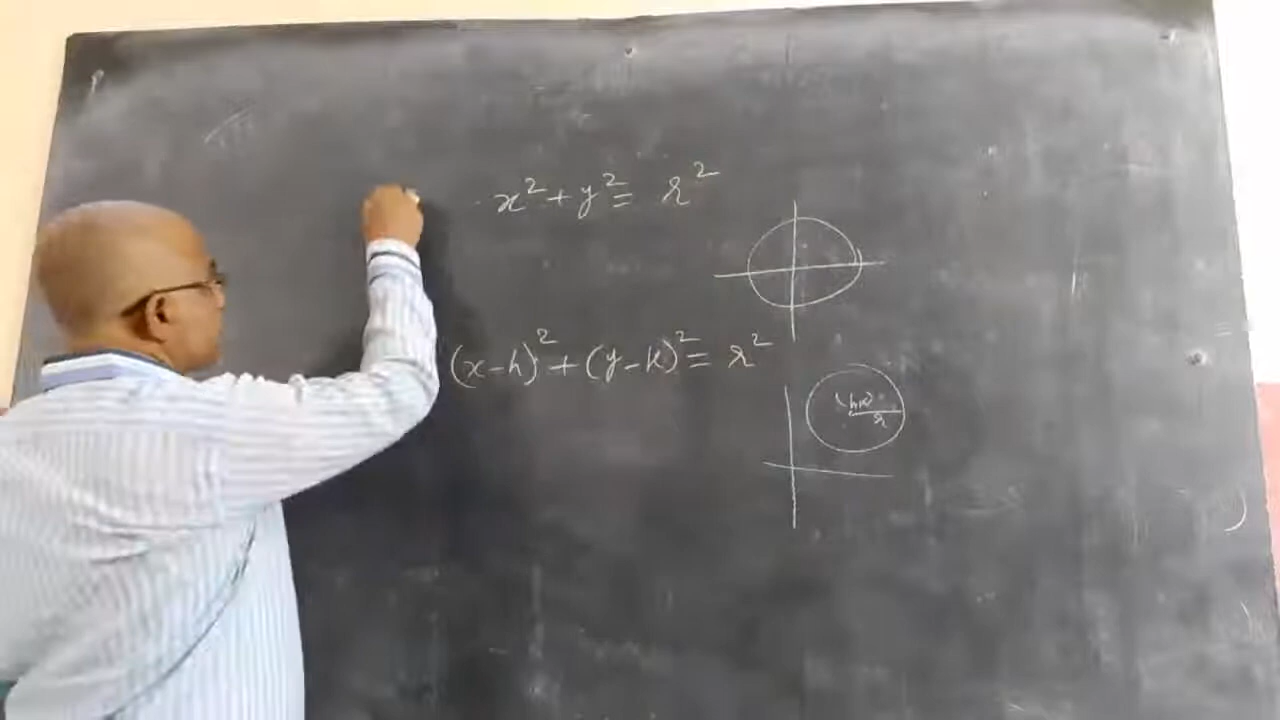 x² + y² = r²
(x-h)² + (y-k)² = r²
(h,k)
r